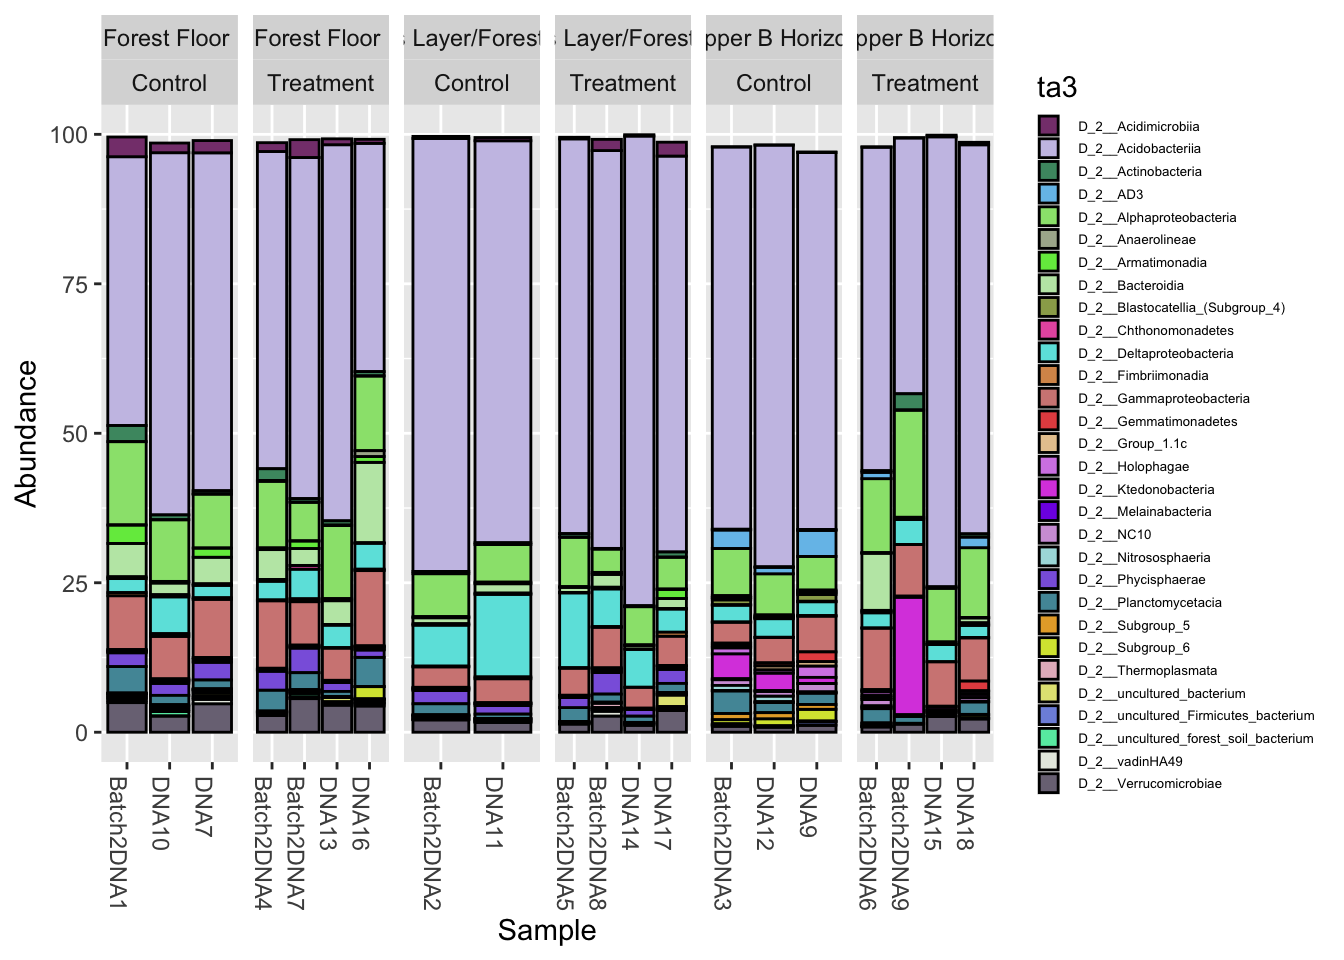 Forest Floor
Forest Floor
Layer/Forest
Layer/Forest
pper B Horizo
pper B Horizo
Control
Treatment
Control
Treatment
Control
Treatment
100
75
50
25
0
Abundance
Batch2DNA1
DNA10
DNA7
Batch2DNA4
Batch2DNA7
DNA13
DNA16
Batch2DNA2
DNA11
Batch2DNA5
Batch2DNA8
DNA14
DNA17
Batch2DNA3
DNA12
DNA9
Batch2DNA6
Batch2DNA9
DNA15
DNA18
Sample
ta3
D_2__Acidimicrobiia
D_2__Acidobacteriia
D_2__Actinobacteria
D_2__AD3
D_2__Alphaproteobacteria
D_2__Anaerolineae
D_2__Armatimonadia
D_2__Bacteroidia
D_2__Blastocatellia_(Subgroup_4)
D_2__Chthonomonadetes
D_2__Deltaproteobacteria
D_2__Fimbriimonadia
D_2__Gammaproteobacteria
D_2__Gemmatimonadetes
D_2__Group_1.1c
D_2__Holophagae
D_2__Ktedonobacteria
D_2__Melainabacteria
D_2__NC10
D_2__Nitrososphaeria
D_2__Phycisphaerae
D_2__Planctomycetacia
D_2__Subgroup_5
D_2__Subgroup_6
D_2__Thermoplasmata
D_2__uncultured_bacterium
D_2__uncultured_Firmicutes_bacterium
D_2__uncultured_forest_soil_bacterium
D_2__vadinHA49
D_2__Verrucomicrobiae